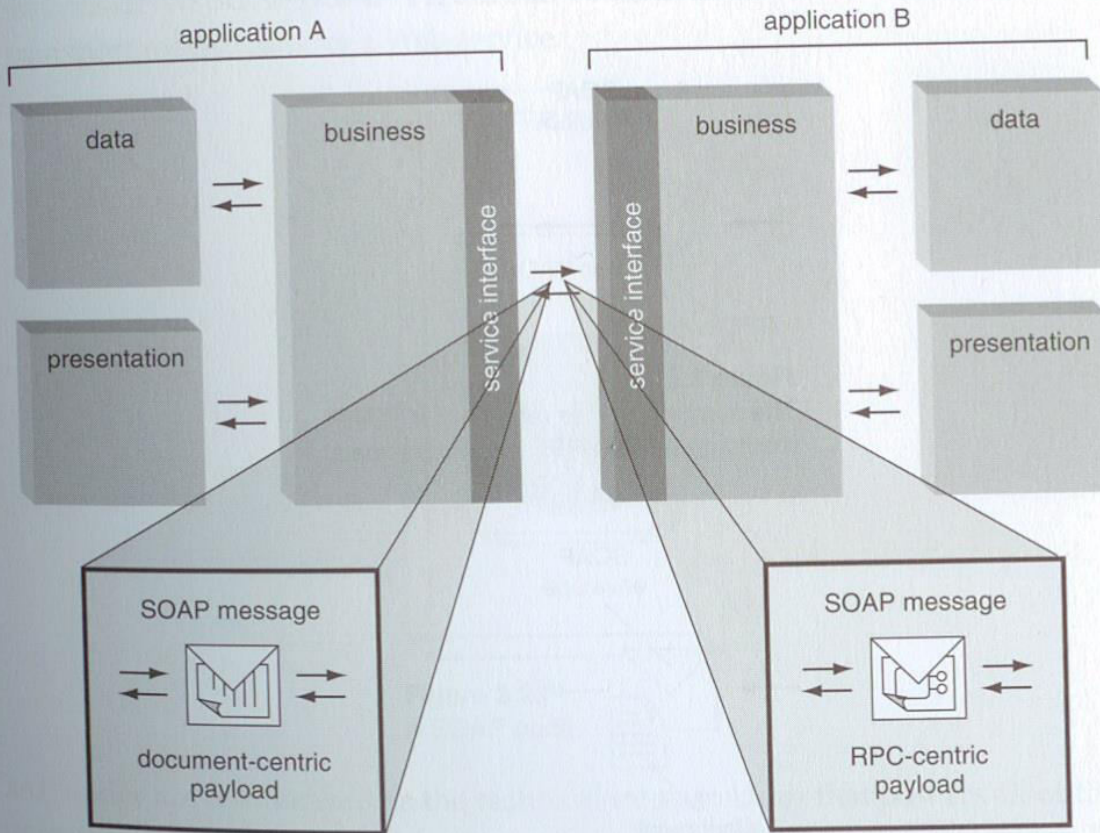 application A
application B
data
business
service interface
service interface
business
data
presentation
presentation
SOAP message
document-centric
payload
SOAP message
RPC-centric
payload